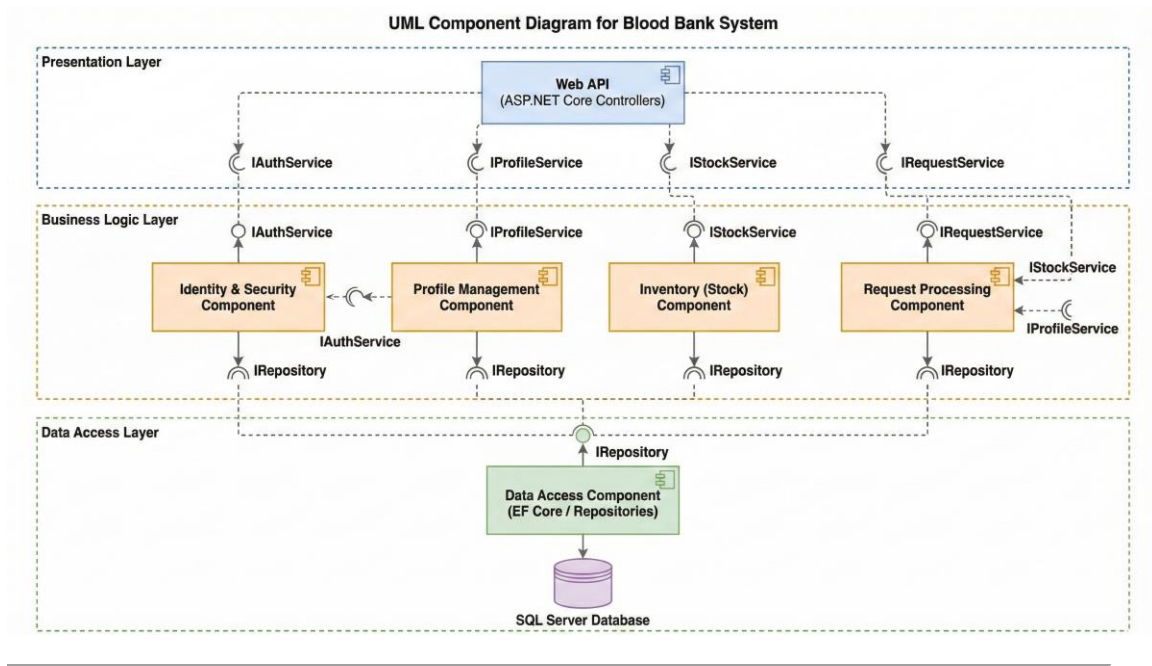 UML Component Diagram for Blood Bank System
Presentation Layer
Web API
(ASP.NET Core Controllers)
IAuthService
IProfileService
IStockService
IRequestService
Business Logic Layer
IAuthService
IProfileService
IStockService
IRequestService
IStockService
Identity & Security
Component
Profile Management
Component
Inventory (Stock)
Component
Request Processing
Component
IAuthService
IProfileService
IRepository
IRepository
IRepository
IRepository
Data Access Layer
IRepository
Data Access Component
(EF Core / Repositories)
SQL Server Database